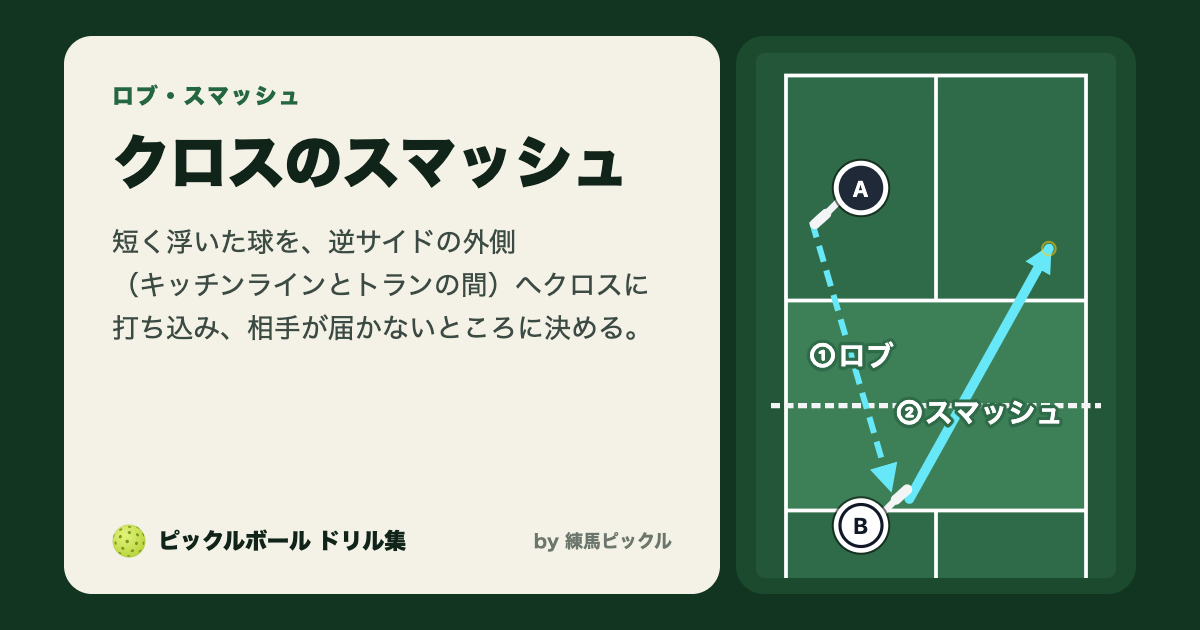 ロブ・スマッシュ
クロスのスマッシュ
短く浮いた球を、逆サイドの外側
（キッチンラインとトランの間）へクロスに
打ち込み、相手が届かないところに決める。
ピックルボール ドリル集
by 練馬ピックル
A
①ロブ
②スマッシュ
B